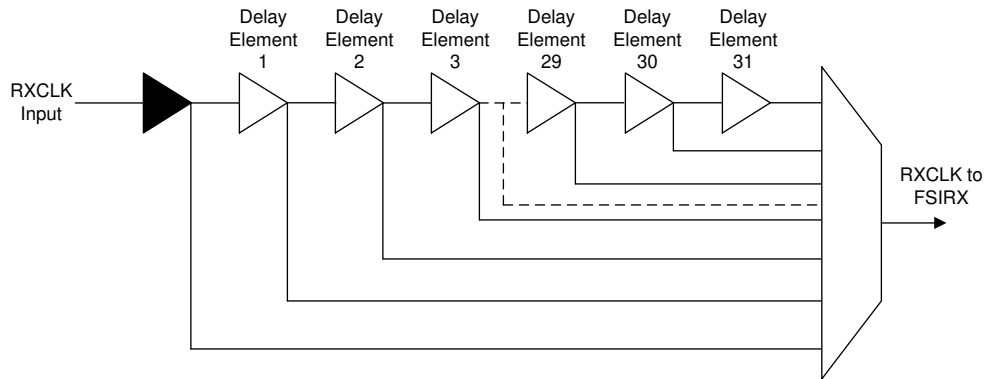 Delay
Element
1
Delay
Element
2
Delay
Element
3
Delay
Element
29
Delay
Element
30
Delay
Element
31
RXCLK
Input
RXCLK to
FSIRX